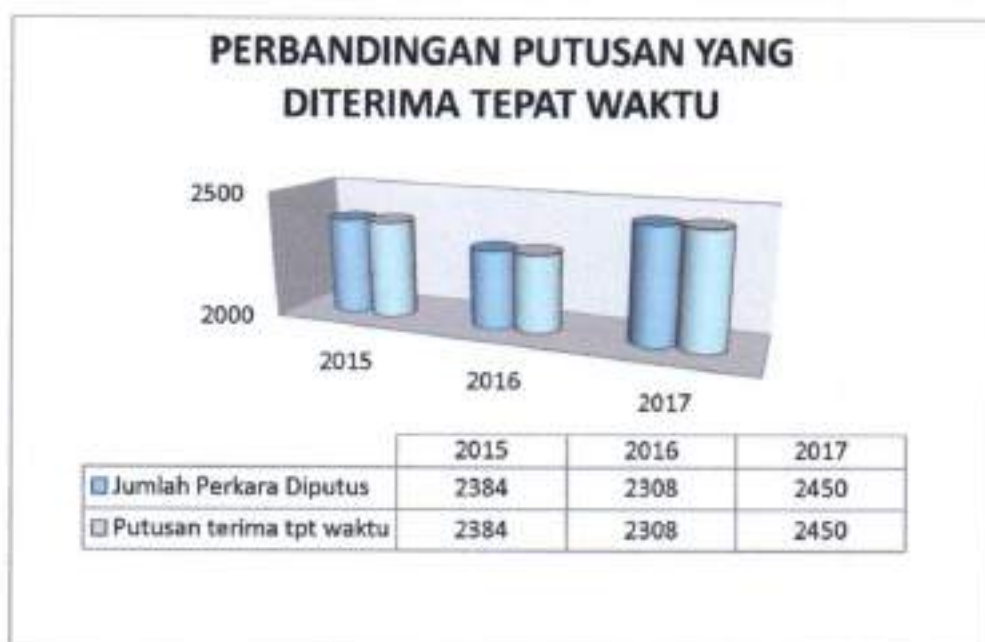 PERBANDINGAN PUTUSAN YANG
DITERIMA TEPAT WAKTU
2500
2000
2015
2016
2017
2015 2016 2017
Jumlah Perkara Diputus 2384 2308 2450
Putusan terima tpt waktu 2384 2308 2450